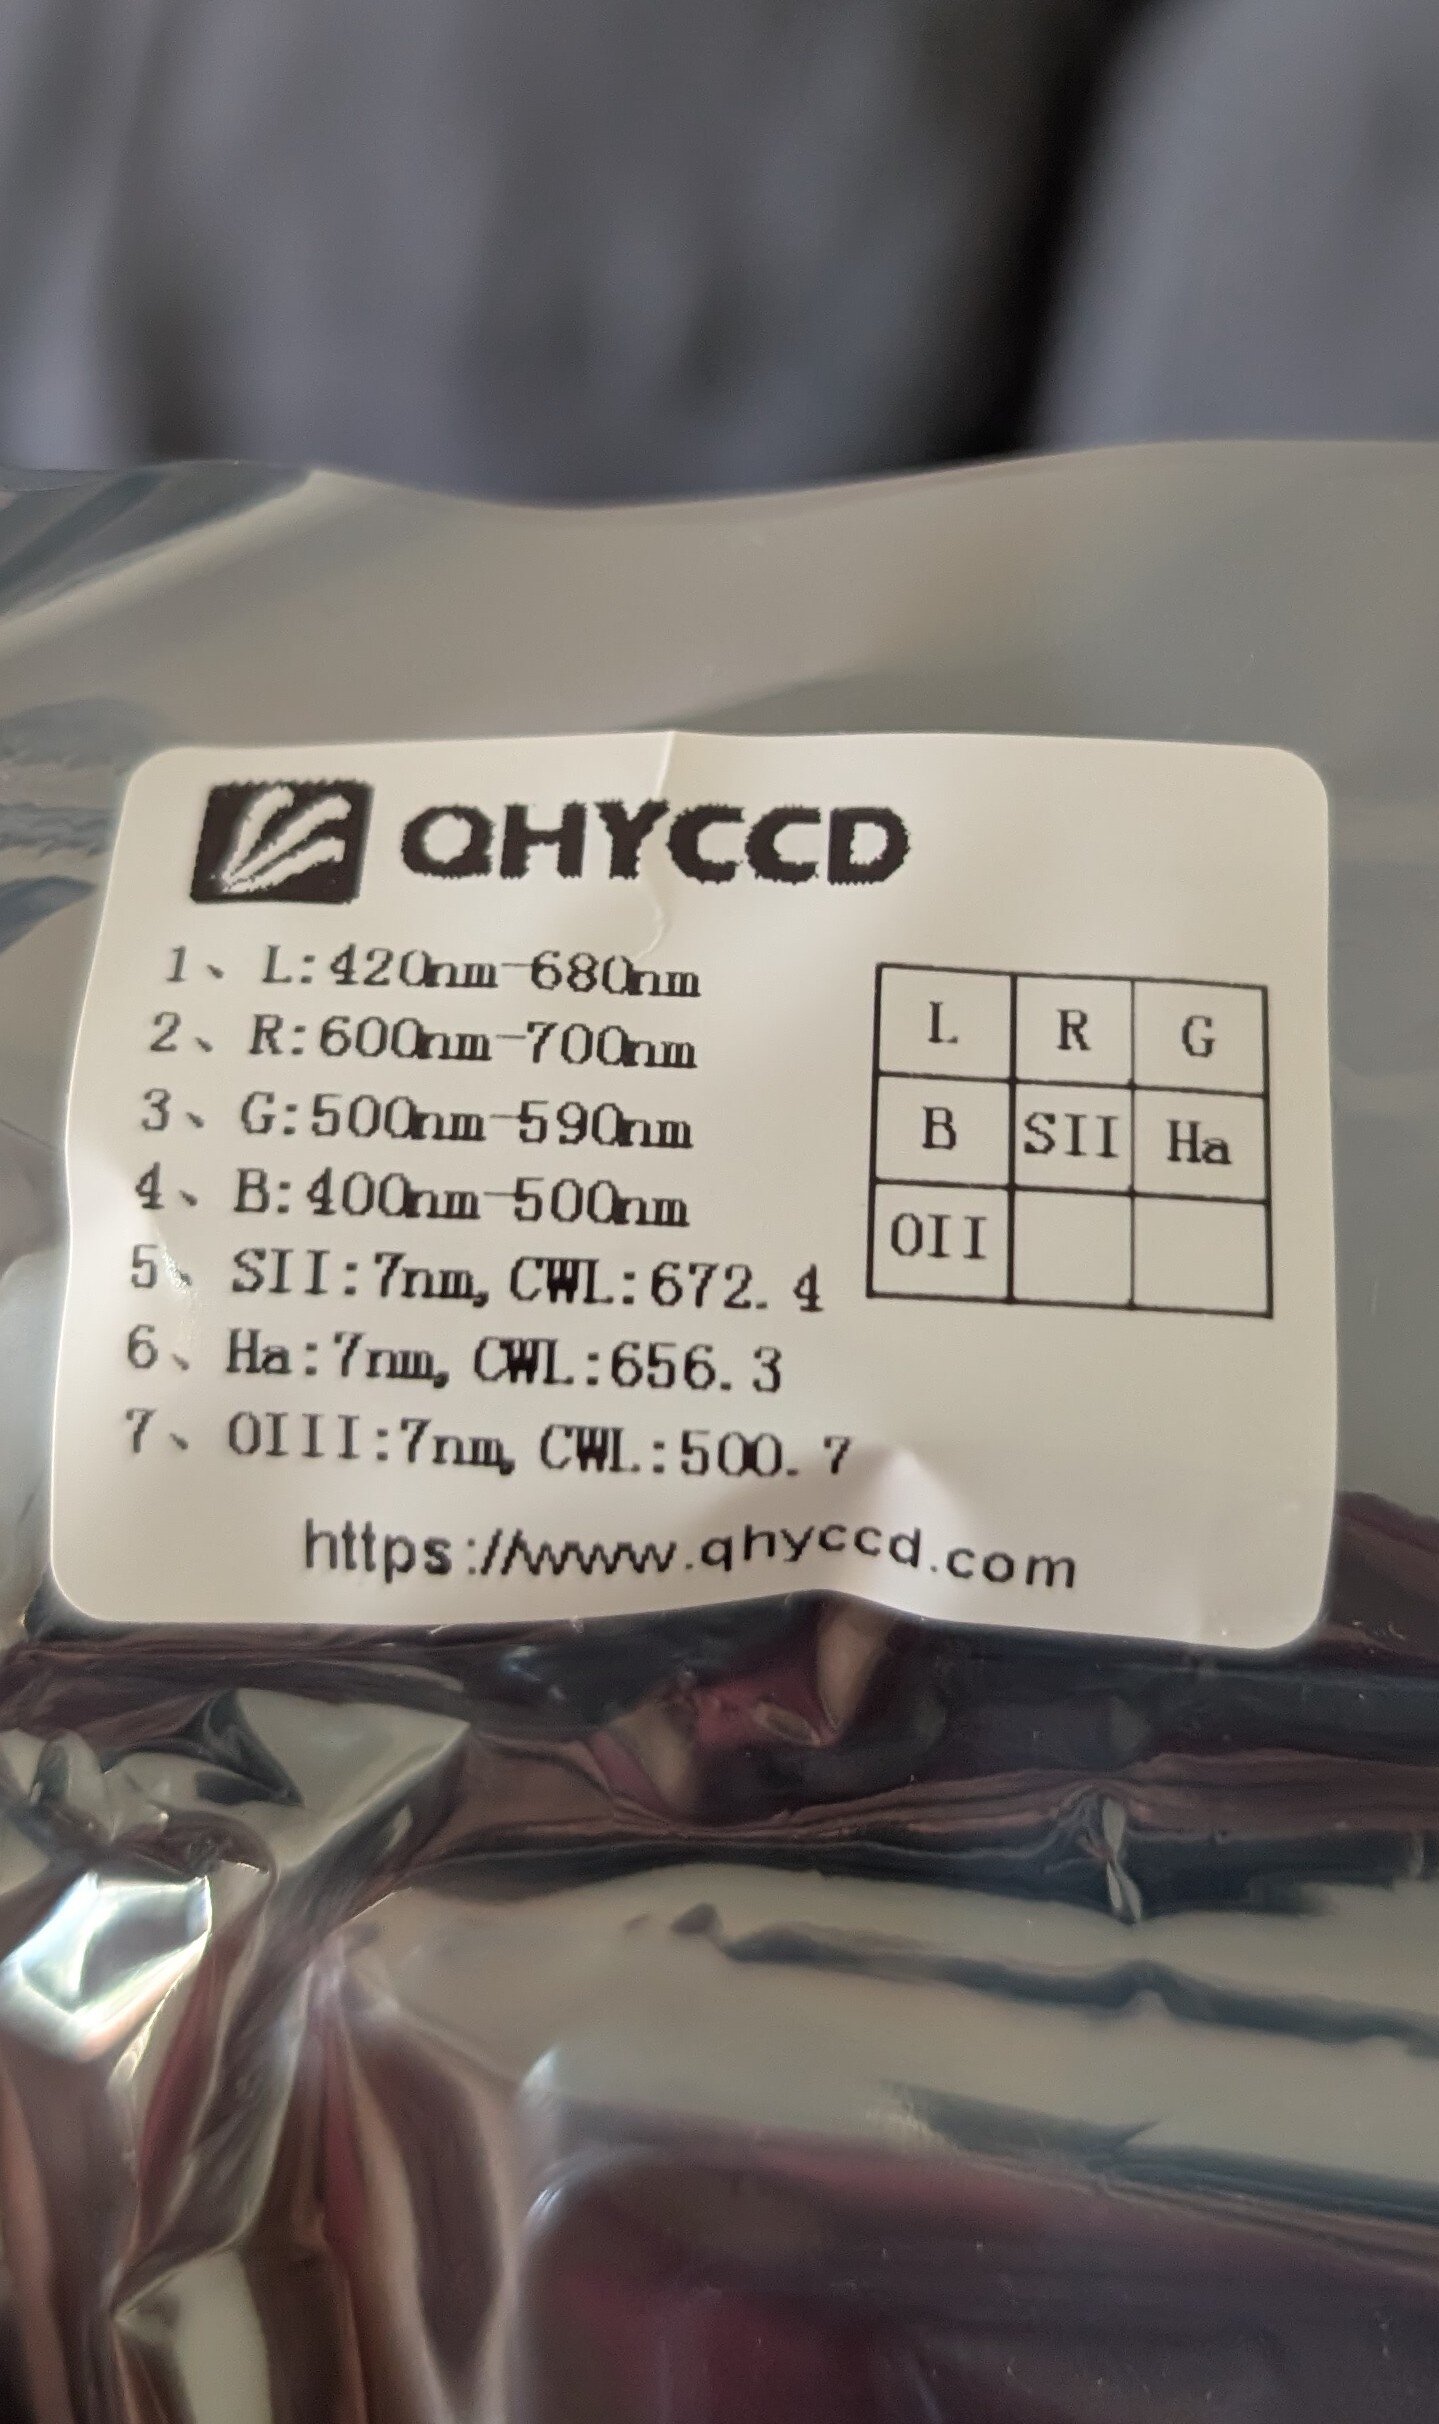 QHYCCD
1、L:420nm-680nm
2、R:600nm-700nm
3、G:500nm-590nm
4、B:400nm-500nm
5、SII:7nm, CWL:672.4
6、Ha:7nm, CWL:656.3
7、OIII:7nm, CWL:500.7
L R G
B SII Ha
OII
https://www.qhyccd.com